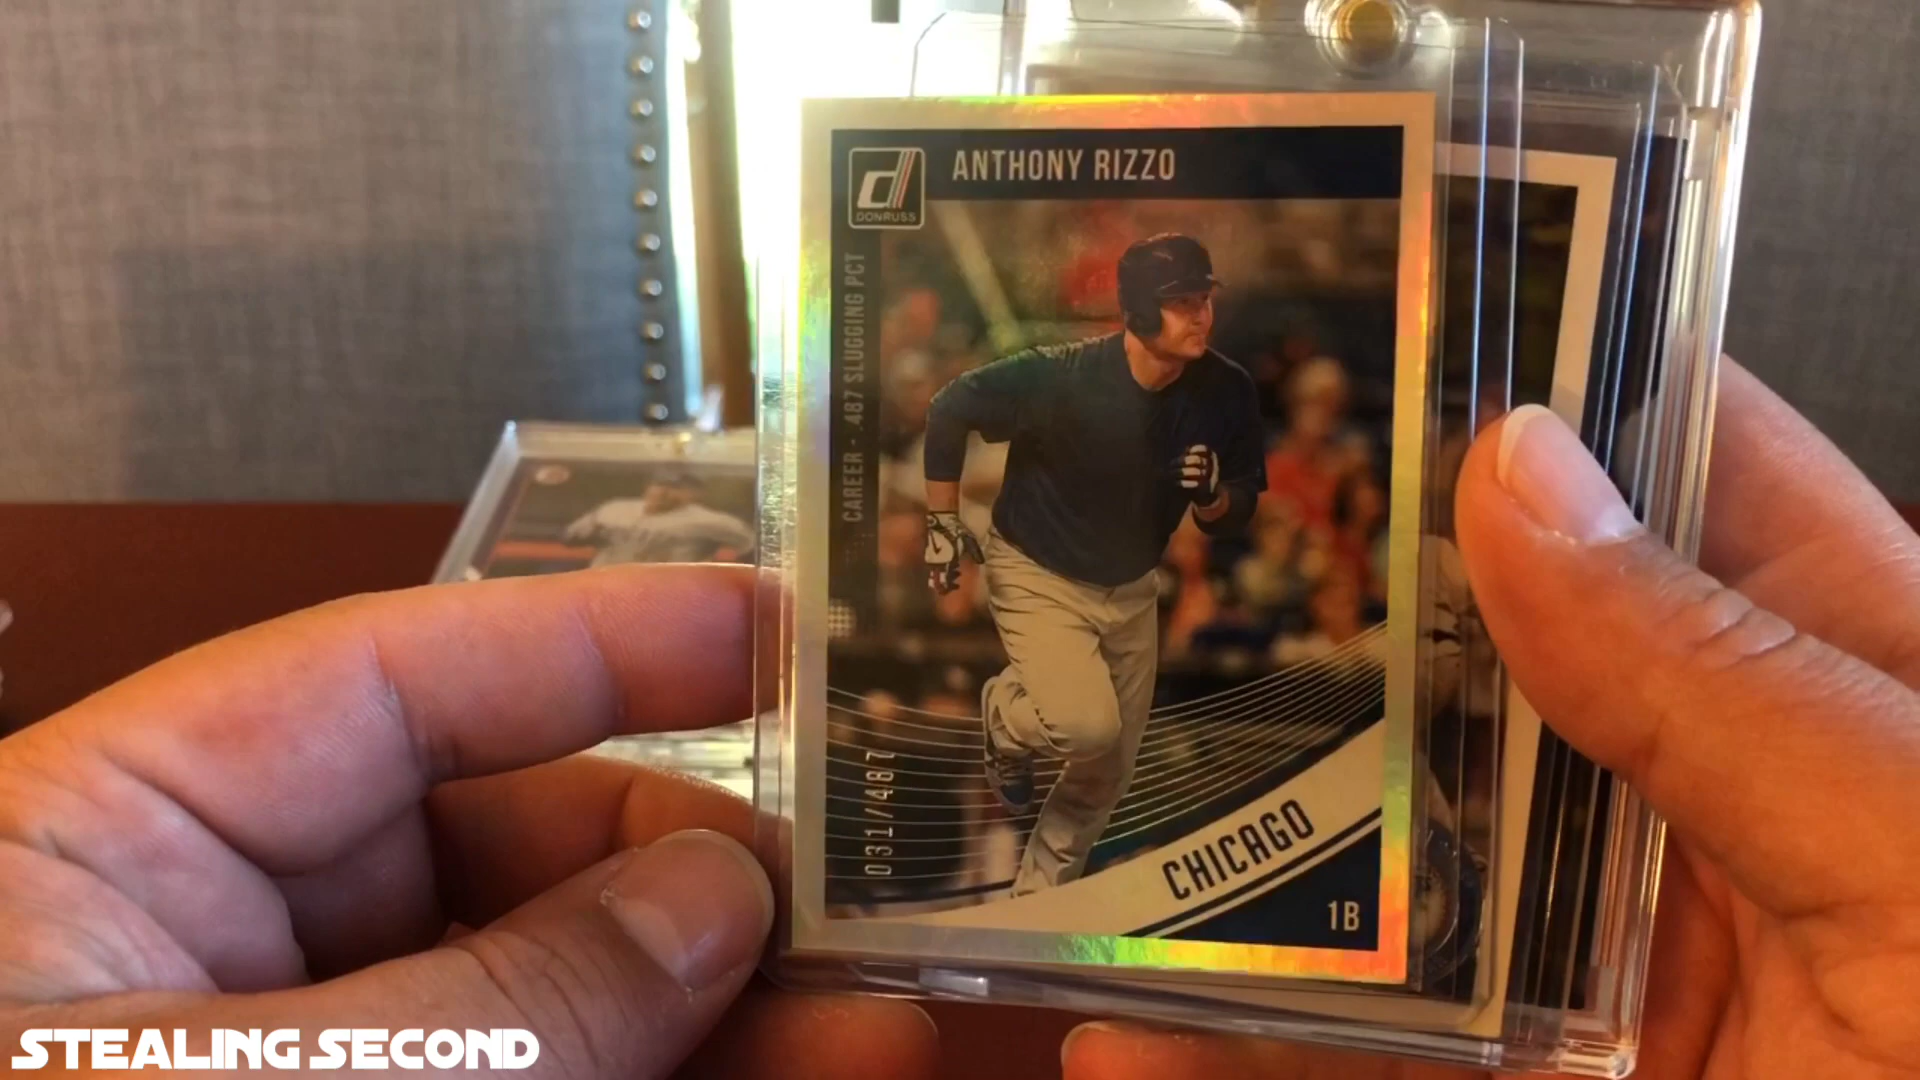 ANTHONY RIZZO
d
DONRUSS
CAREER - .487 SLUGGING PCT
031/487
CHICAGO
1B
STEALING SECOND